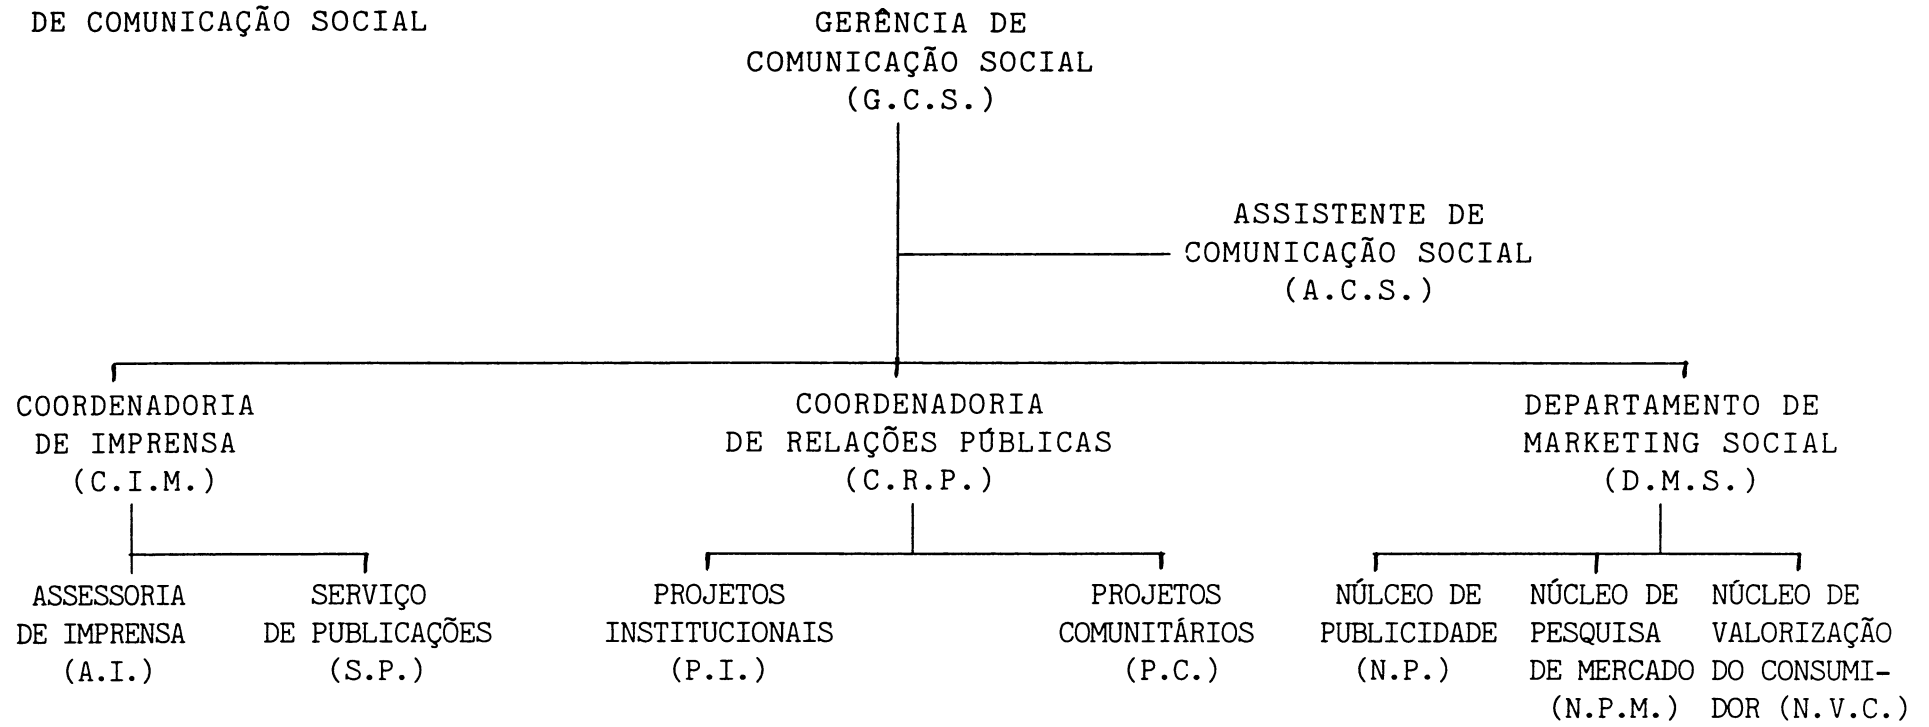 DE COMUNICAÇÃO SOCIAL
GERÊNCIA DE
COMUNICAÇÃO SOCIAL
(G.C.S.)
ASSISTENTE DE
COMUNICAÇÃO SOCIAL
(A.C.S.)
COORDENADORIA
DE IMPRENSA
(C.I.M.)
COORDENADORIA
DE RELAÇÕES PÚBLICAS
(C.R.P.)
DEPARTAMENTO DE
MARKETING SOCIAL
(D.M.S.)
ASSESSORIA
DE IMPRENSA
(A.I.)
SERVIÇO
DE PUBLICAÇÕES
(S.P.)
PROJETOS
INSTITUCIONAIS
(P.I.)
PROJETOS
COMUNITÁRIOS
(P.C.)
NÚLCEO DE
PUBLICIDADE
(N.P.)
NÚCLEO DE
PESQUISA
DE MERCADO
(N.P.M.)
NÚCLEO DE
VALORIZAÇÃO
DO CONSUMI-
DOR (N.V.C.)